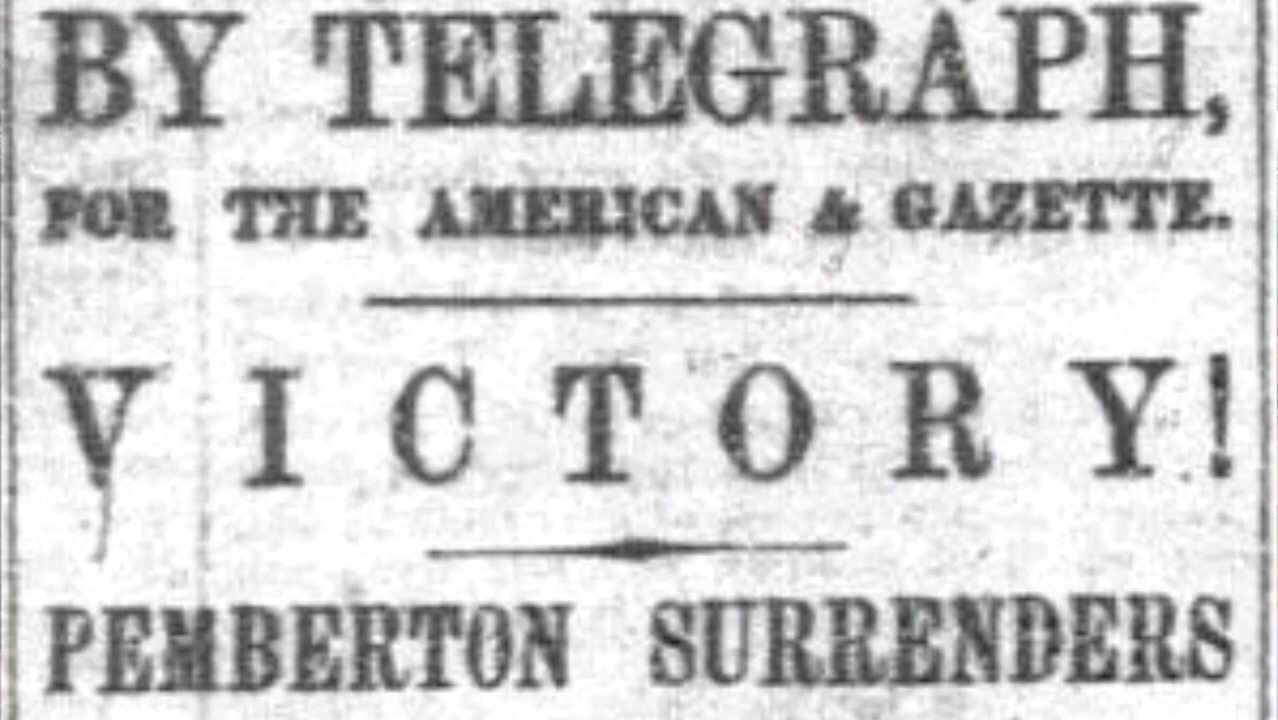 BY TELEGRAPH,
FOR THE AMERICAN & GAZETTE.
VICTORY!
PEMBERTON SURRENDERS